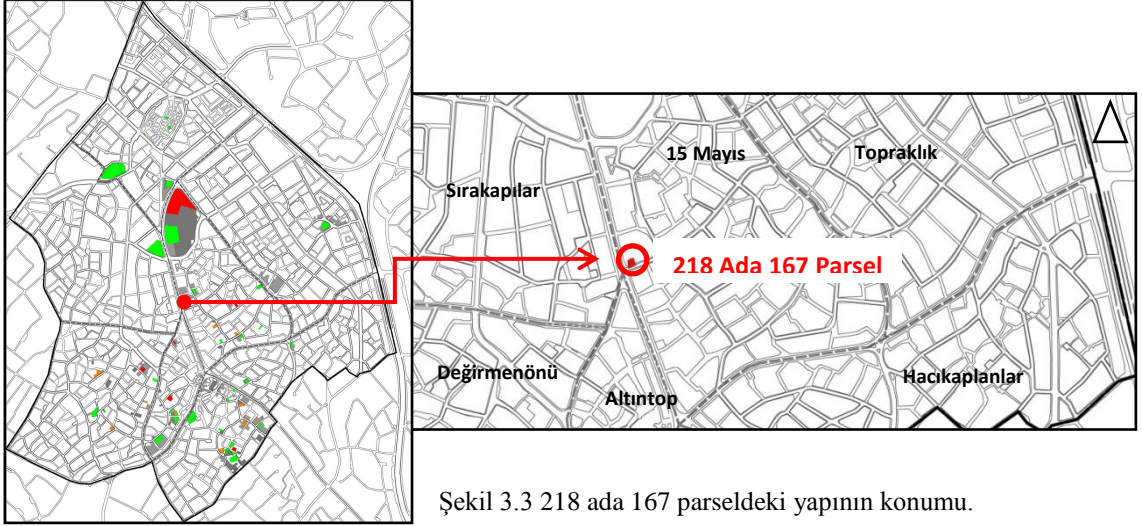 15 Mayıs
Topraklık
Sırakapılar
218 Ada 167 Parsel
Değirmenönü
Hacıkaplanlar
Altıntop
Şekil 3.3 218 ada 167 parseldeki yapının konumu.